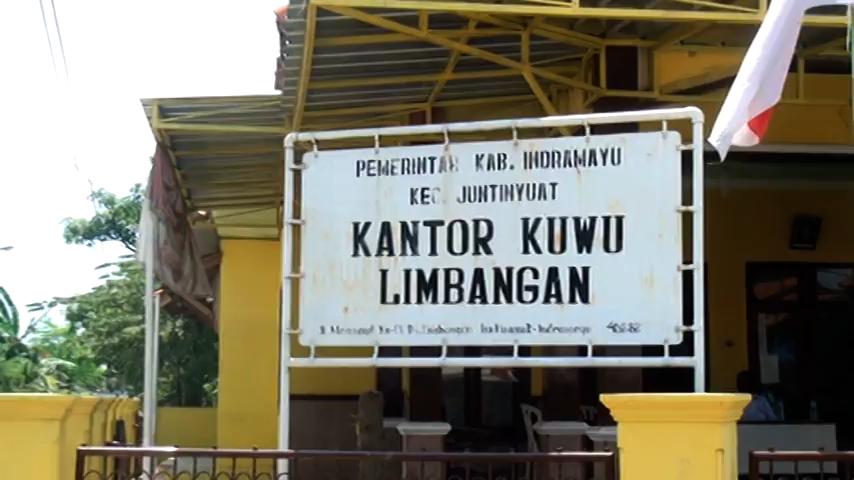 PEMERINTAH KAB. INDRAMAYU
KEC. JUNTINYUAT
KANTOR KUWU
LIMBANGAN